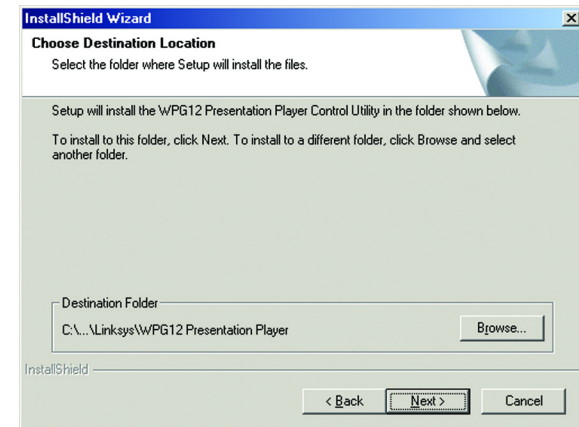 InstallShield Wizard
Choose Destination Location
Select the folder where Setup will install the files.
Setup will install the WPG12 Presentation Player Control Utility in the folder shown below.
To install to this folder, click Next. To install to a different folder, click Browse and select
another folder.
Destination Folder
C:\...\Linksys\WPG12 Presentation Player
Browse...
InstallShield
< Back
Next >
Cancel